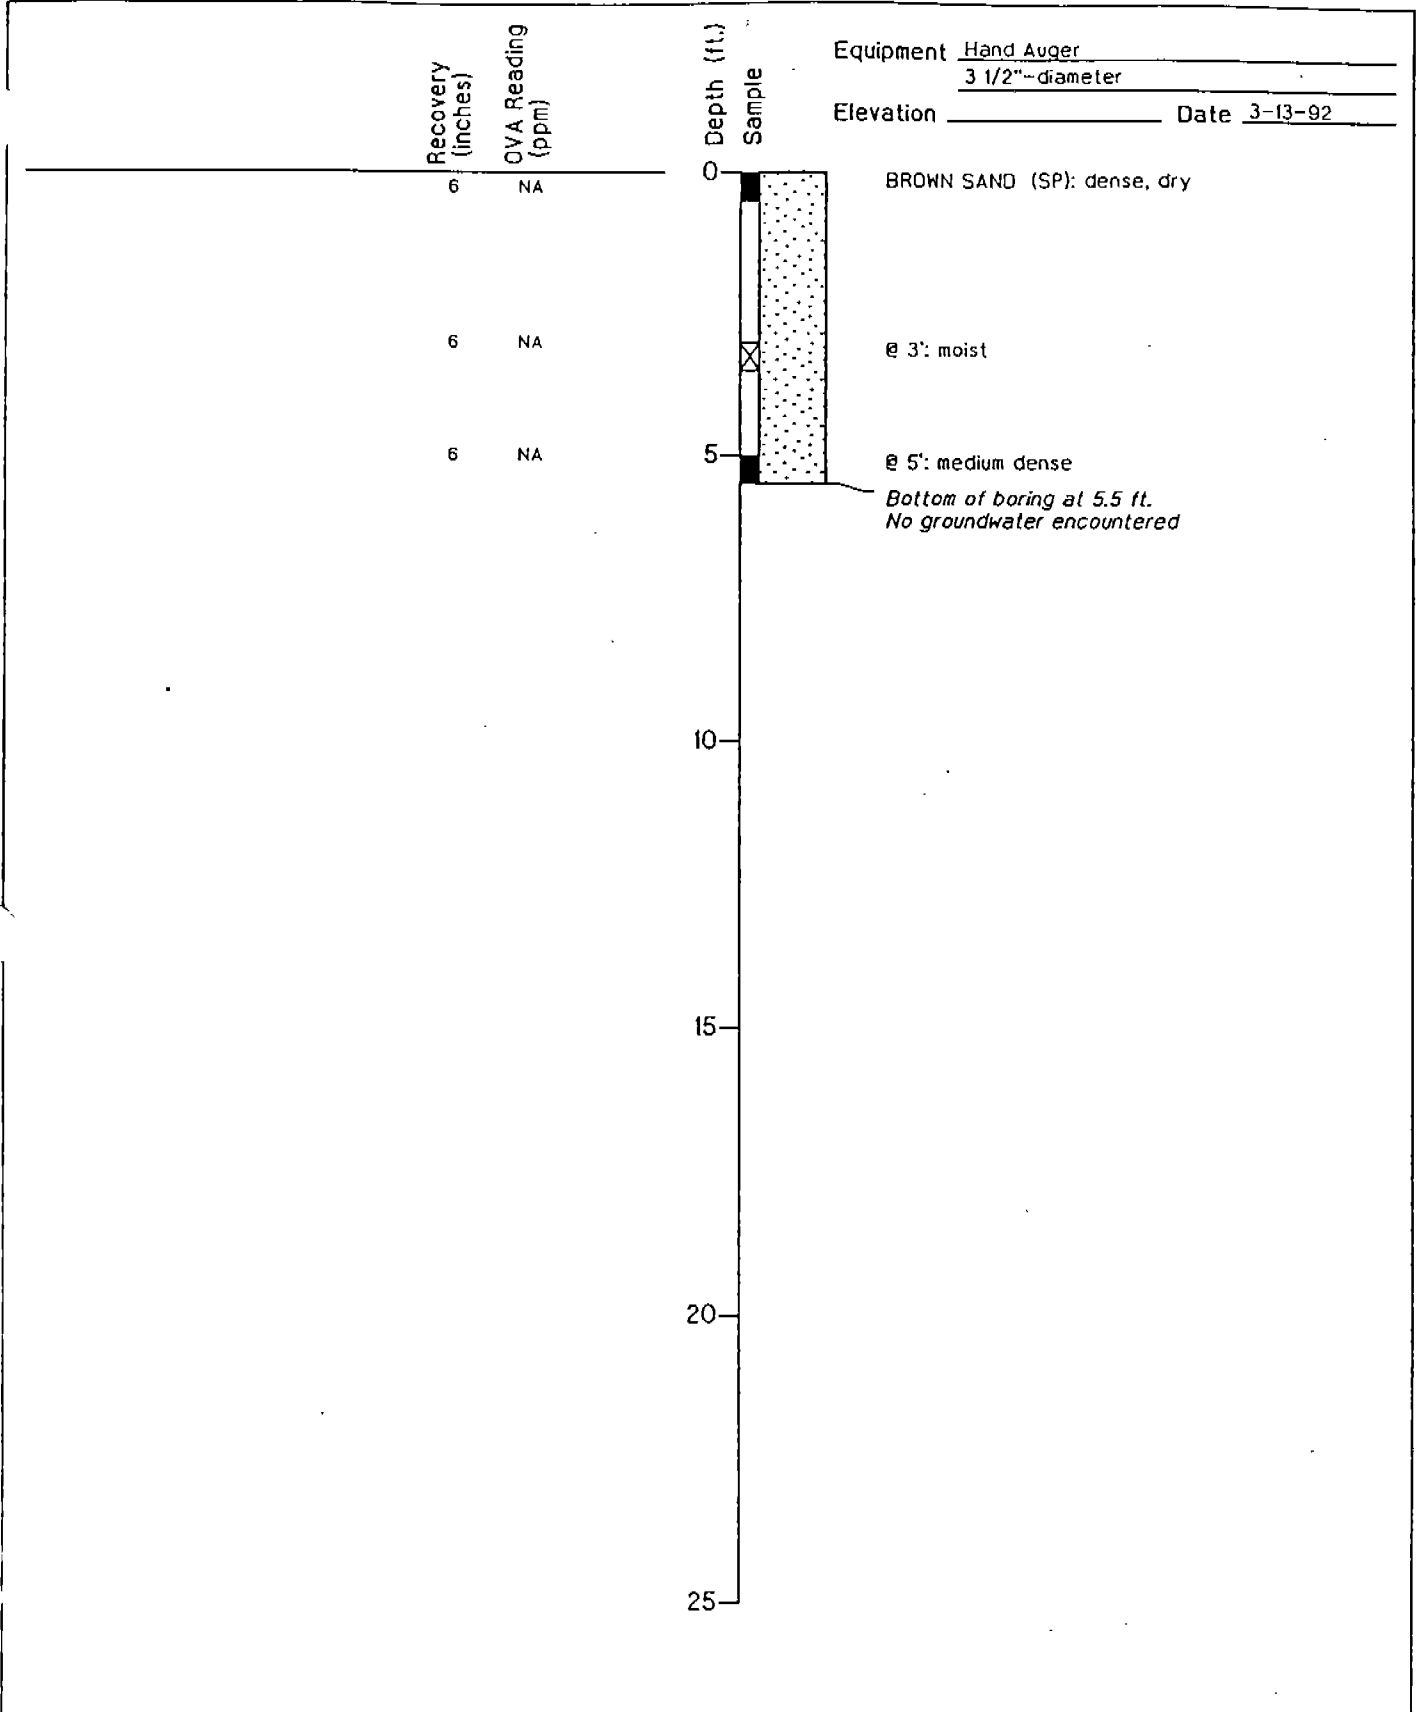 Recovery
(inches)
OVA Reading
(ppm)
Depth (ft.)
Sample
Equipment Hand Auger
3 1/2"-diameter
Elevation Date 3-13-92
6 NA 0 BROWN SAND (SP): dense, dry
6 NA @ 3': moist
6 NA 5 @ 5': medium dense
Bottom of boring at 5.5 ft.
No groundwater encountered
10
15
20
25